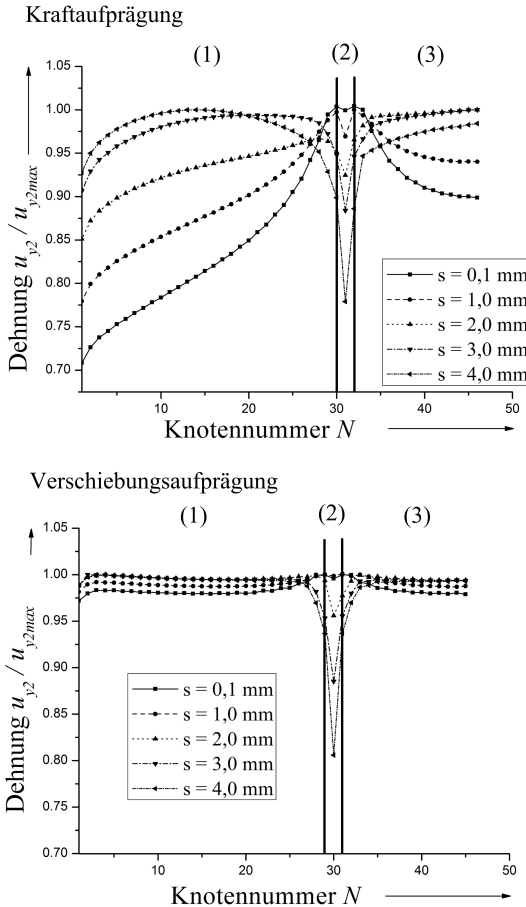 Kraftaufprägung
(1) (2) (3)
1.05
1.00
0.95
0.90
0.85
0.80
0.75
0.70
Dehnung u_y2 / u_y2max
s = 0,1 mm
s = 1,0 mm
s = 2,0 mm
s = 3,0 mm
s = 4,0 mm
10 20 30 40 50
Knotennummer N
Verschiebungsaufprägung
(1) (2) (3)
1.05
1.00
0.95
0.90
0.85
0.80
0.75
0.70
Dehnung u_y2 / u_y2max
s = 0,1 mm
s = 1,0 mm
s = 2,0 mm
s = 3,0 mm
s = 4,0 mm
10 20 30 40 50
Knotennummer N